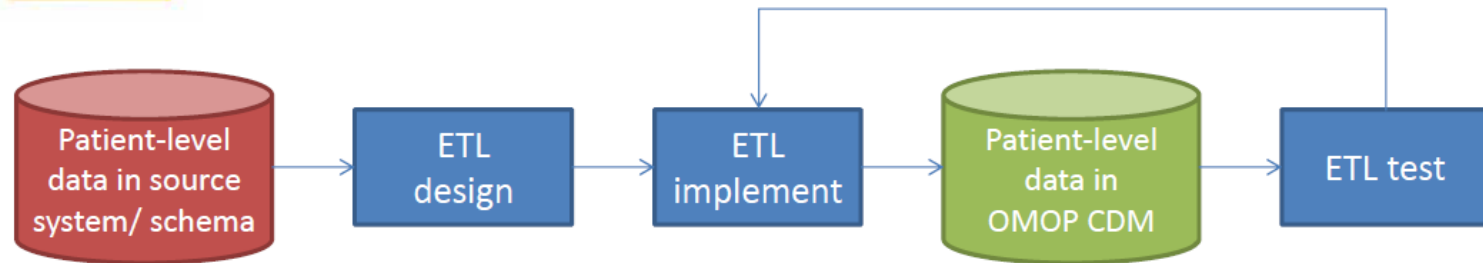 Patient-level
data in source
system/ schema
ETL
design
ETL
implement
Patient-level
data in
OMOP CDM
ETL test